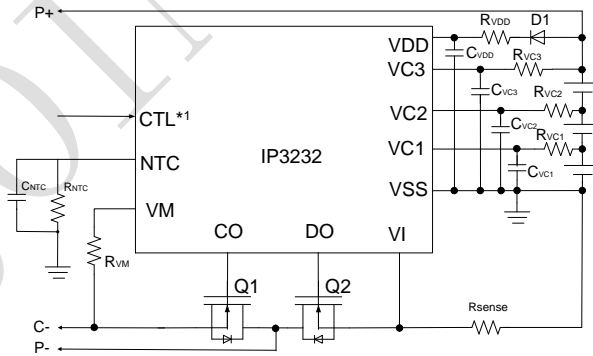 P+
RVDD
D1
VDD
CVDD
RVC3
VC3
CVC3
RVC2
CTL*1
VC2
CVC2
RVC1
NTC
IP3232
VC1
CVC1
CNTC
RNTC
VM
VSS
CO
DO
VI
RVM
Q1
Q2
Rsense
C-
P-